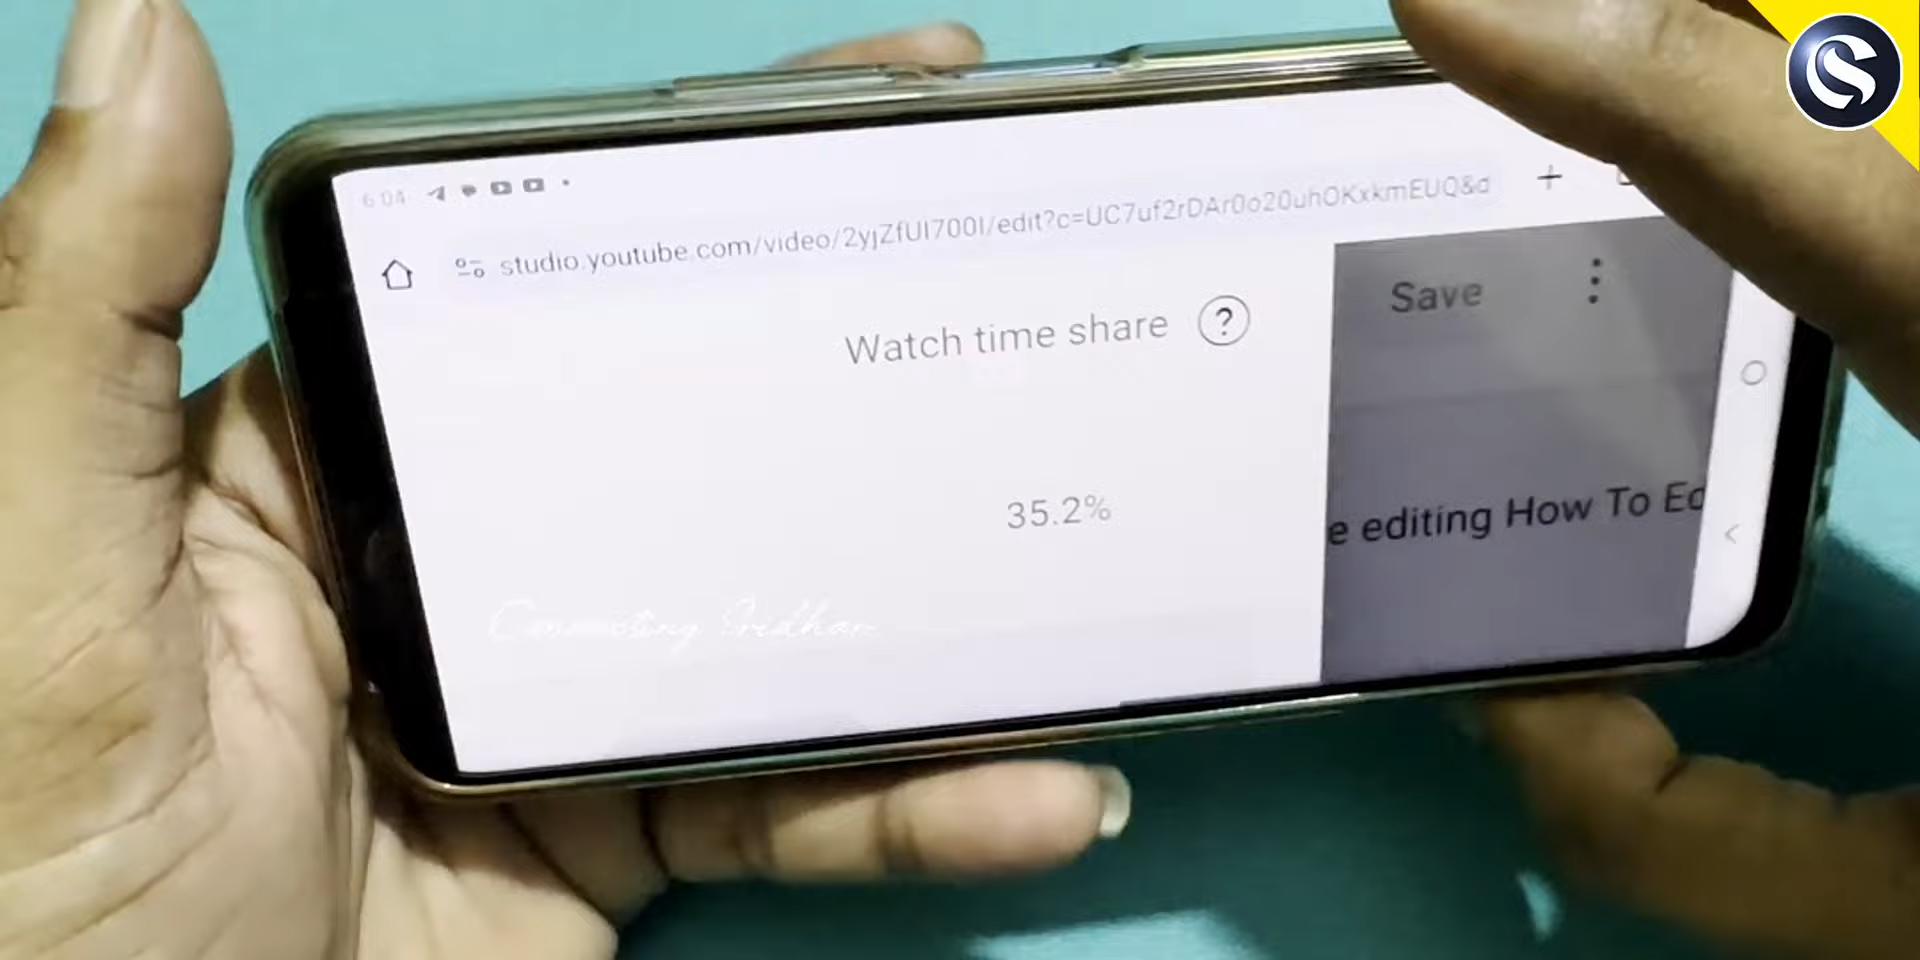 6:04
studio.youtube.com/video/2yjZfUI700I/edit?c=UC7uf2rDAr0o20uhOKxkmEUQ&d
Watch time share ?
Save
35.2%
e editing How To Ed